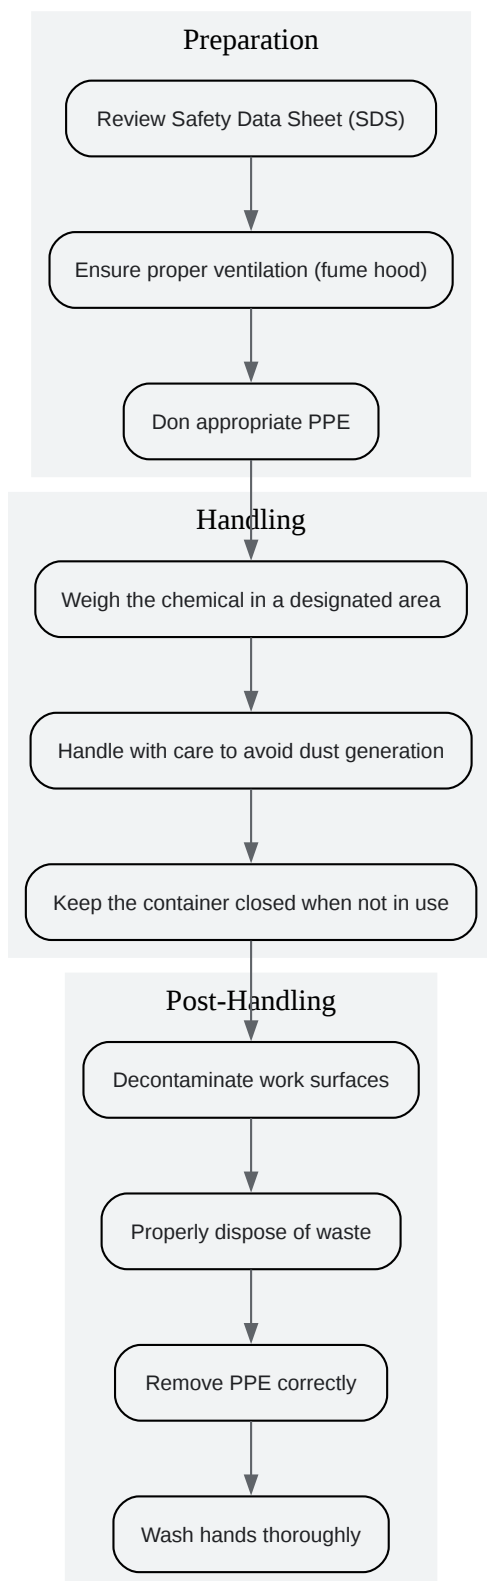 Preparation
Review Safety Data Sheet (SDS)
Ensure proper ventilation (fume hood)
Don appropriate PPE
Handling
Weigh the chemical in a designated area
Handle with care to avoid dust generation
Keep the container closed when not in use
Post-Handling
Decontaminate work surfaces
Properly dispose of waste
Remove PPE correctly
Wash hands thoroughly